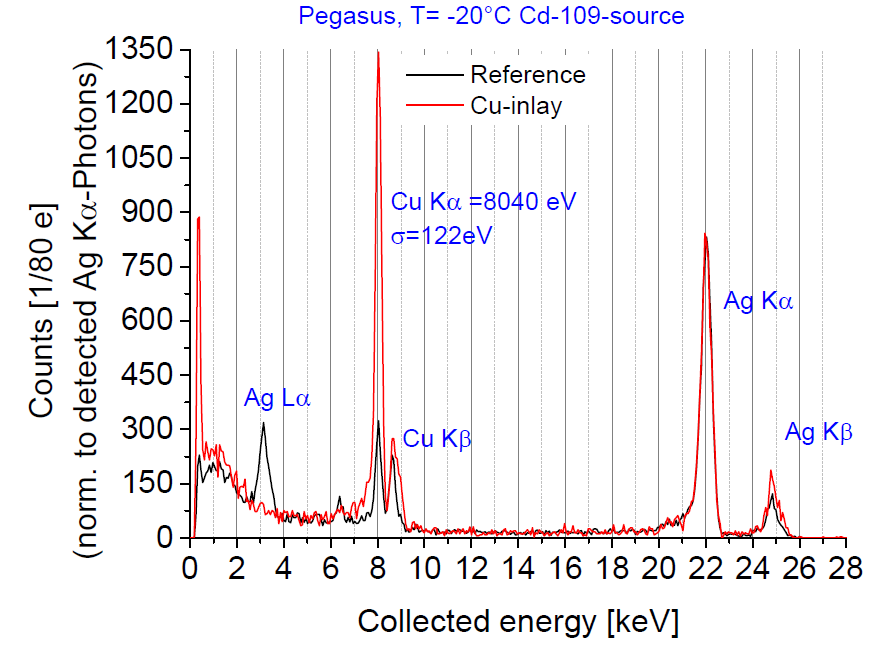 Pegasus, T= -20°C Cd-109-source
Counts [1/80 e]
(norm. to detected Ag Kα-Photons)
1350
1200
1050
900
750
600
450
300
150
0
Reference
Cu-inlay
Cu Kα =8040 eV
σ=122eV
Ag Kα
Ag Lα
Cu Kβ
Ag Kβ
0 2 4 6 8 10 12 14 16 18 20 22 24 26 28
Collected energy [keV]